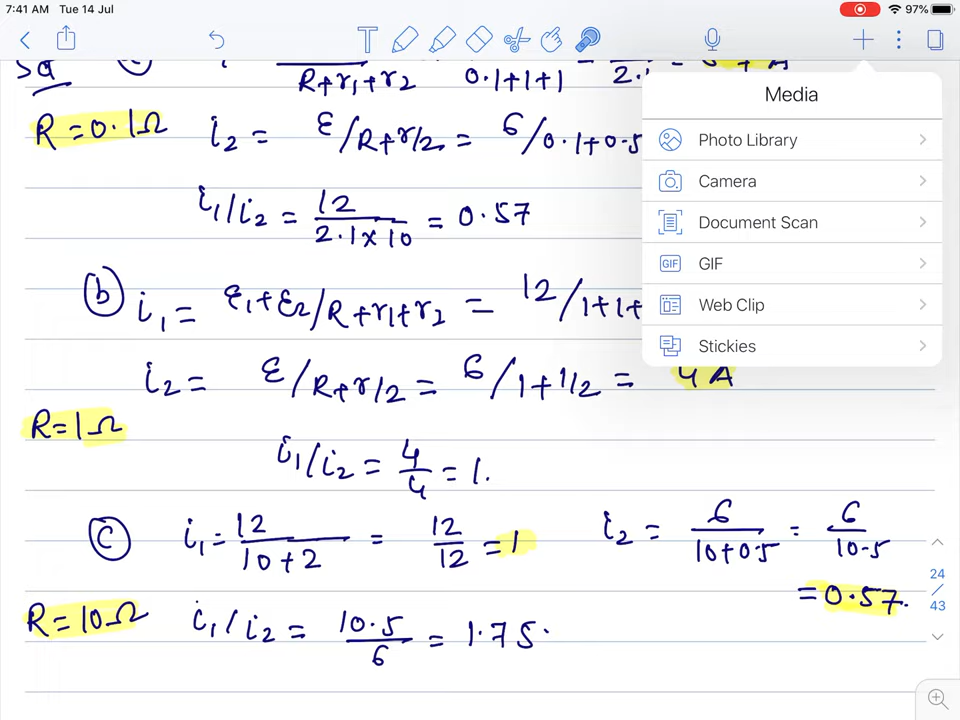 7:41 AM Tue 14 Jul
97%
T
R+r1+r2 0.1+1+1 2.1
R=0.1Ω i2 = ε/R+r/2 = 6/0.1+0.5
i1/i2 = 12/2.1×10 = 0.57
(b) i1 = ε1+ε2/R+r1+r2 = 12/1+1+
i2 = ε/R+r/2 = 6/1+1/2 = 4A
R=1Ω
i1/i2 = 4/4 = 1.
(c) i1 = 12/10+2 = 12/12 = 1 i2 = 6/10+0.5 = 6/10.5
= 0.57.
R=10Ω i1/i2 = 10.5/6 = 1.75
Media
Photo Library
Camera
Document Scan
GIF GIF
Web Clip
Stickies
24
/
43